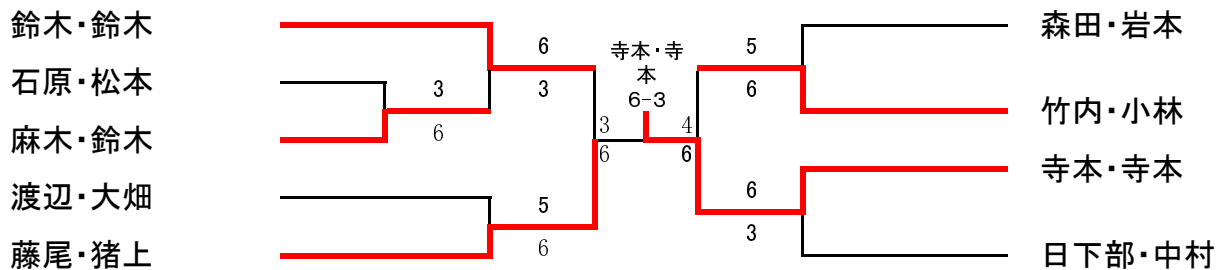 鈴木・鈴木
石原・松本
麻木・鈴木
渡辺・大畑
藤尾・猪上
3
6
6
3
5
6
3
6
寺本・寺
本
6-3
4
6
5
6
6
3
森田・岩本
竹内・小林
寺本・寺本
日下部・中村